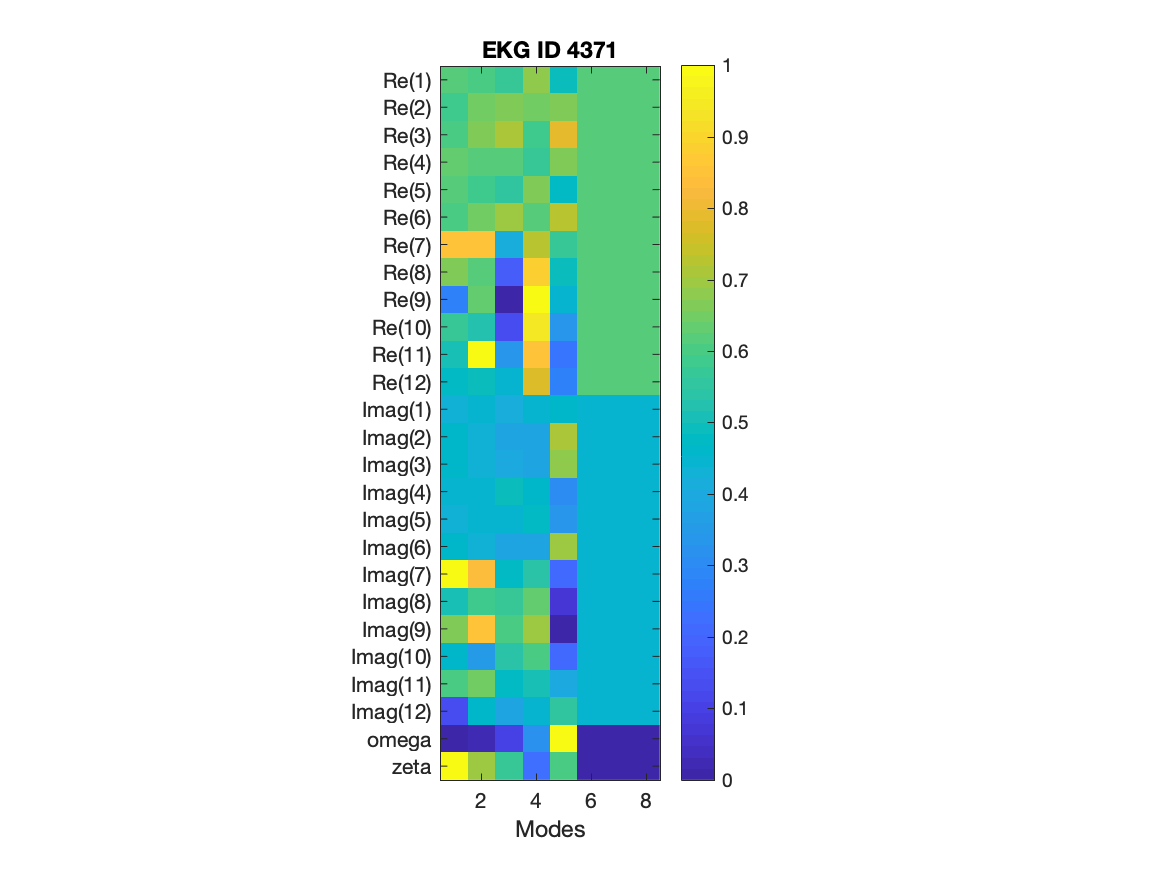 EKG ID 4371
Re(1)
Re(2)
Re(3)
Re(4)
Re(5)
Re(6)
Re(7)
Re(8)
Re(9)
Re(10)
Re(11)
Re(12)
Imag(1)
Imag(2)
Imag(3)
Imag(4)
Imag(5)
Imag(6)
Imag(7)
Imag(8)
Imag(9)
Imag(10)
Imag(11)
Imag(12)
omega
zeta
2 4 6 8
Modes
1
0.9
0.8
0.7
0.6
0.5
0.4
0.3
0.2
0.1
0